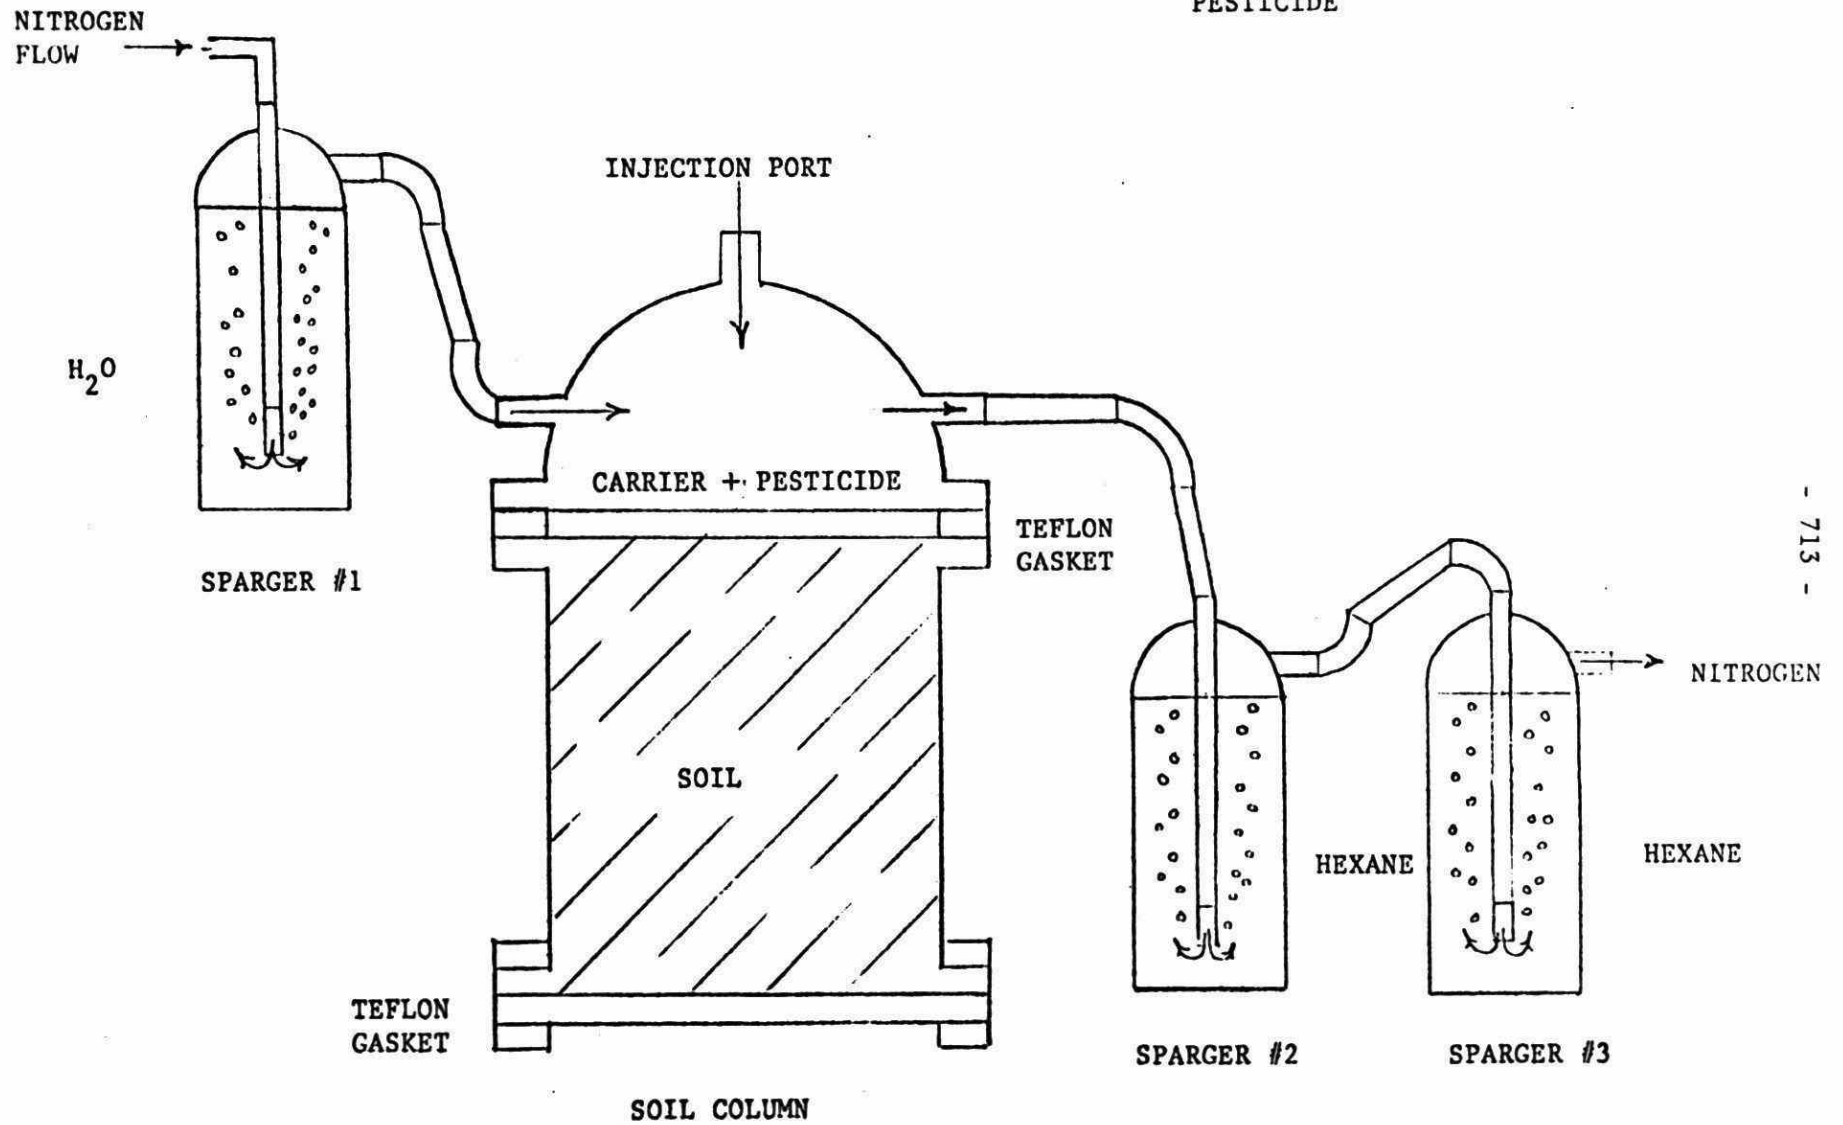 PESTICIDE
NITROGEN
FLOW
INJECTION PORT
H2O
CARRIER + PESTICIDE
TEFLON
GASKET
SPARGER #1
- 713 -
NITROGEN
SOIL
HEXANE
HEXANE
TEFLON
GASKET
SPARGER #2
SPARGER #3
SOIL COLUMN